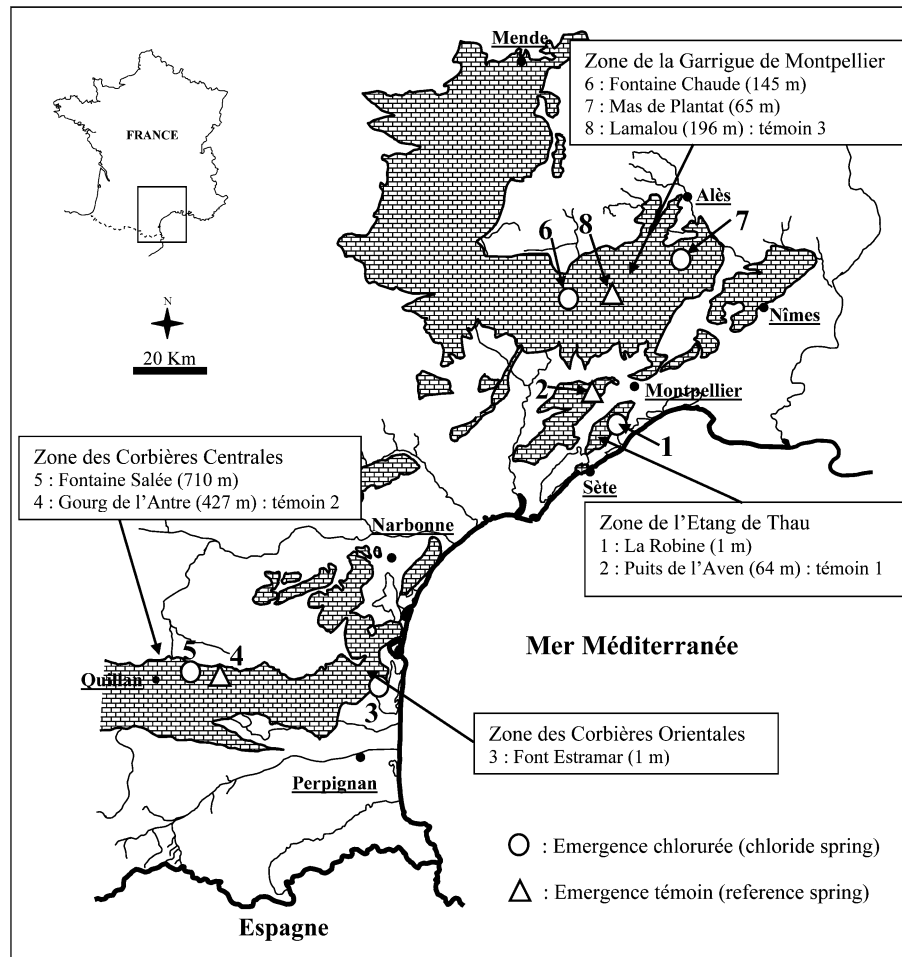 Mende
Zone de la Garrigue de Montpellier
6 : Fontaine Chaude (145 m)
7 : Mas de Plantat (65 m)
8 : Lamalou (196 m) : témoin 3
FRANCE
Alès
6
8
7
N
20 Km
Nîmes
2
Montpellier
1
Sète
Zone des Corbières Centrales
5 : Fontaine Salée (710 m)
4 : Gourg de l'Antre (427 m) : témoin 2
Narbonne
Zone de l'Etang de Thau
1 : La Robine (1 m)
2 : Puits de l'Aven (64 m) : témoin 1
Mer Méditerranée
5
4
Quillan
3
Zone des Corbières Orientales
3 : Font Estramar (1 m)
Perpignan
: Emergence chlorurée (chloride spring)
: Emergence témoin (reference spring)
Espagne